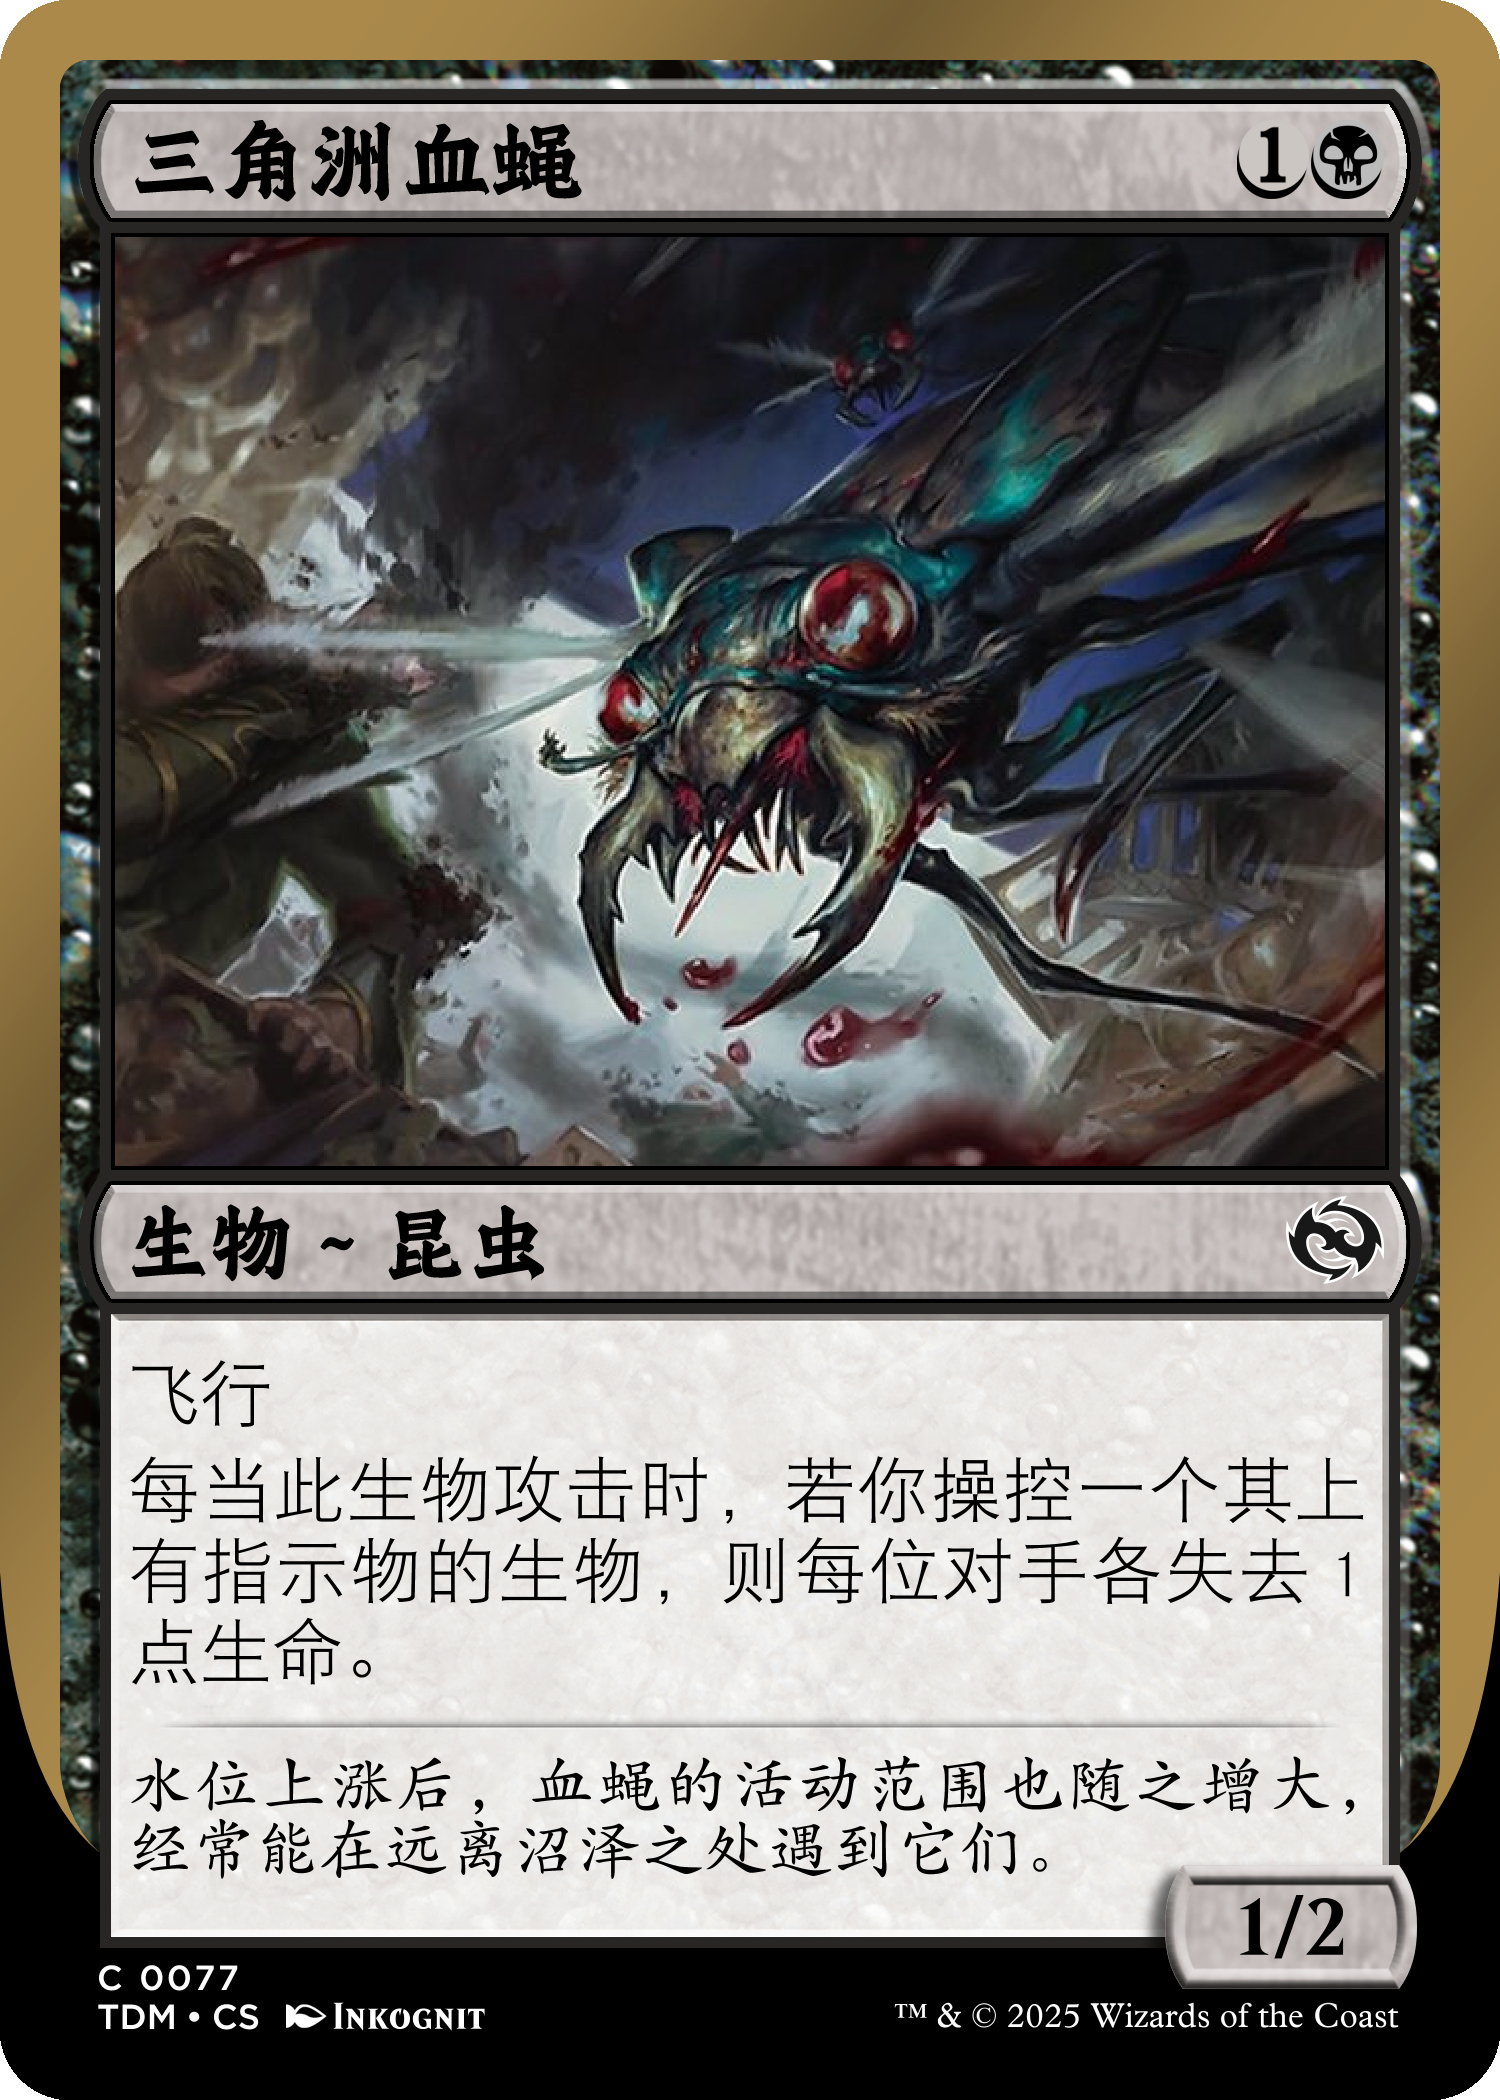 三角洲血蝇 1
生物 ~ 昆虫
飞行
每当此生物攻击时，若你操控一个其上
有指示物的生物，则每位对手各失去 1
点生命。
水位上涨后，血蝇的活动范围也随之增大，
经常能在远离沼泽之处遇到它们。
1/2
C 0077
TDM • CS INKOGNIT
™ & © 2025 Wizards of the Coast